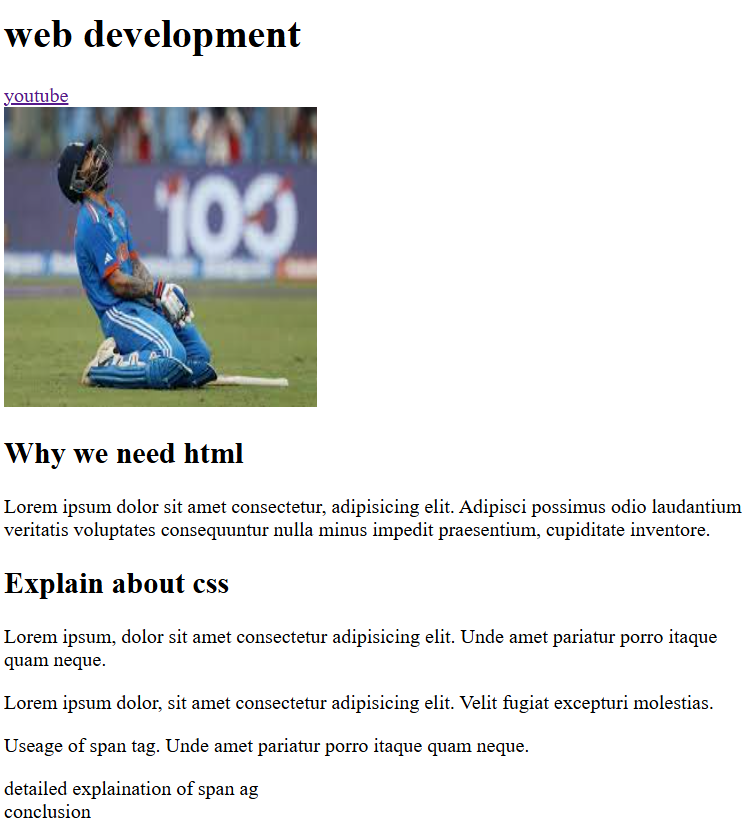 web development
youtube
100
Why we need html
Lorem ipsum dolor sit amet consectetur, adipisicing elit. Adipisci possimus odio laudantium
veritatis voluptates consequuntur nulla minus impedit praesentium, cupiditate inventore.
Explain about css
Lorem ipsum, dolor sit amet consectetur adipisicing elit. Unde amet pariatur porro itaque
quam neque.
Lorem ipsum dolor, sit amet consectetur adipisicing elit. Velit fugiat excepturi molestias.
Useage of span tag. Unde amet pariatur porro itaque quam neque.
detailed explaination of span ag
conclusion